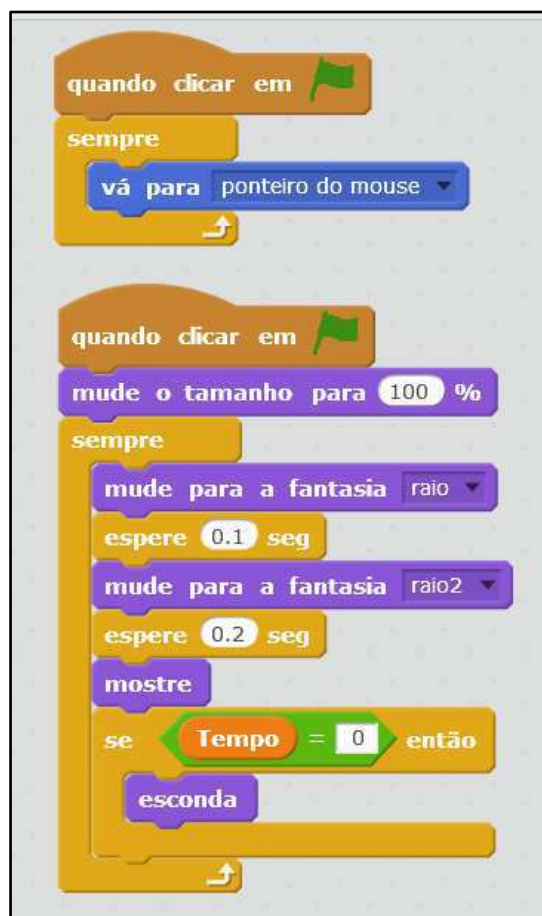 quando clicar em
sempre
vá para ponteiro do mouse
quando clicar em
mude o tamanho para 100 %
sempre
mude para a fantasia raio
espere 0.1 seg
mude para a fantasia raio2
espere 0.2 seg
mostre
se Tempo = 0 então
esconda